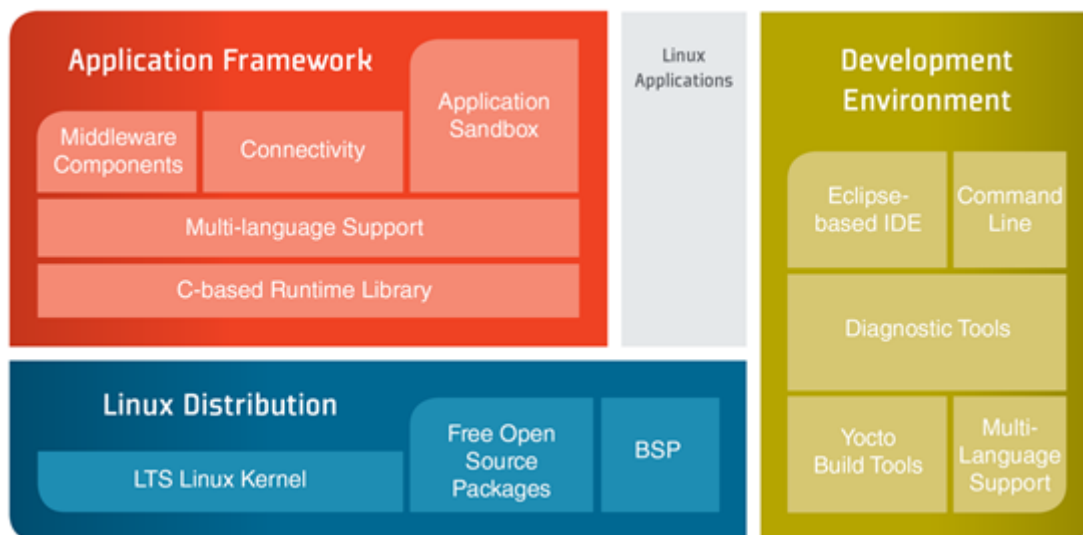 Application Framework
Application
Sandbox
Middleware
Components
Connectivity
Multi-language Support
C-based Runtime Library
Linux
Applications
Linux Distribution
LTS Linux Kernel
Free Open
Source
Packages
BSP
Development
Environment
Eclipse-
based IDE
Command
Line
Diagnostic Tools
Yocto
Build Tools
Multi-
Language
Support